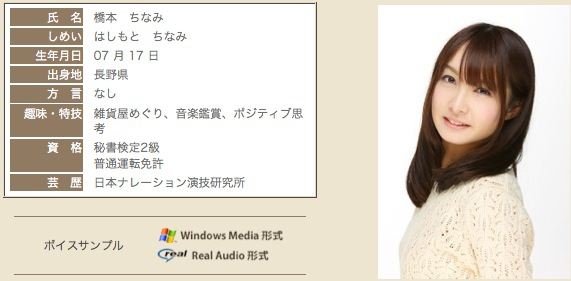 氏　名 橋本　ちなみ
しめい はしもと　ちなみ
生年月日 07 月 17 日
出身地 長野県
方　言 なし
趣味・特技 雑貨屋めぐり、音楽鑑賞、ポジティブ思
考
資　格 秘書検定2級
普通運転免許
芸　歴 日本ナレーション演技研究所
ボイスサンプル
Windows Media 形式
real Real Audio 形式